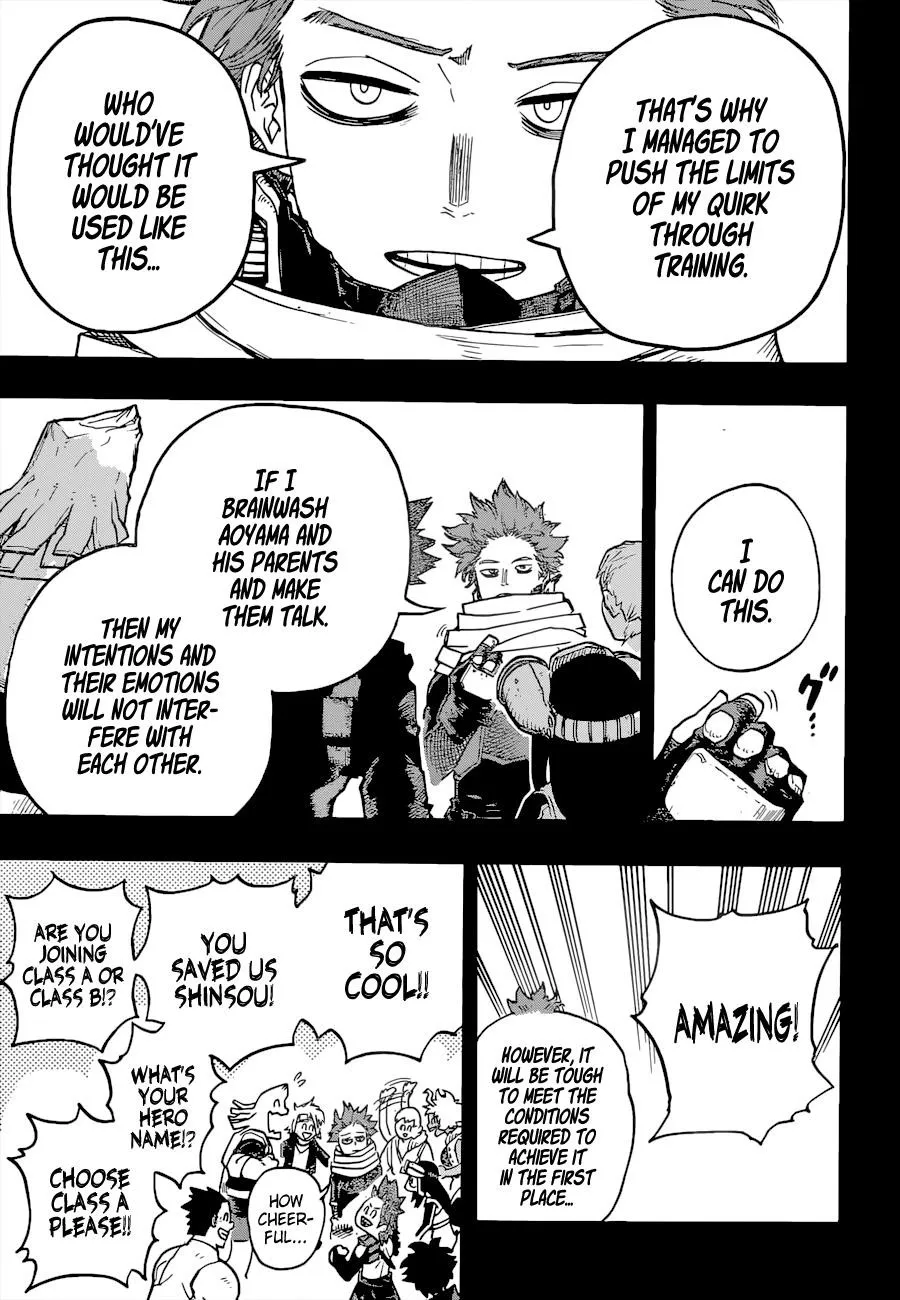 THAT'S WHY
I MANAGED TO
PUSH THE LIMITS
OF MY QUIRK
THROUGH
TRAINING.
WHO
WOULD'VE
THOUGHT IT
WOULD BE
USED LIKE
THIS...
I
CAN DO
THIS.
グッ
IF I
BRAINWASH
AOYAMA AND
HIS PARENTS
AND MAKE
THEM TALK.
THEN MY
INTENTIONS AND
THEIR EMOTIONS
WILL NOT INTER-
FERE WITH
EACH OTHER.
AMAZING!
HOWEVER, IT
WILL BE TOUGH
TO MEET THE
CONDITIONS
REQUIRED TO
ACHIEVE IT
IN THE FIRST
PLACE...
THAT'S
SO
COOL!!
YOU
SAVED US
SHINSOU!
ARE YOU
JOINING
CLASS A OR
CLASS B!?
WHAT'S
YOUR
HERO
NAME!?
CHOOSE
CLASS A
PLEASE!!
HOW
CHEER-
FUL...